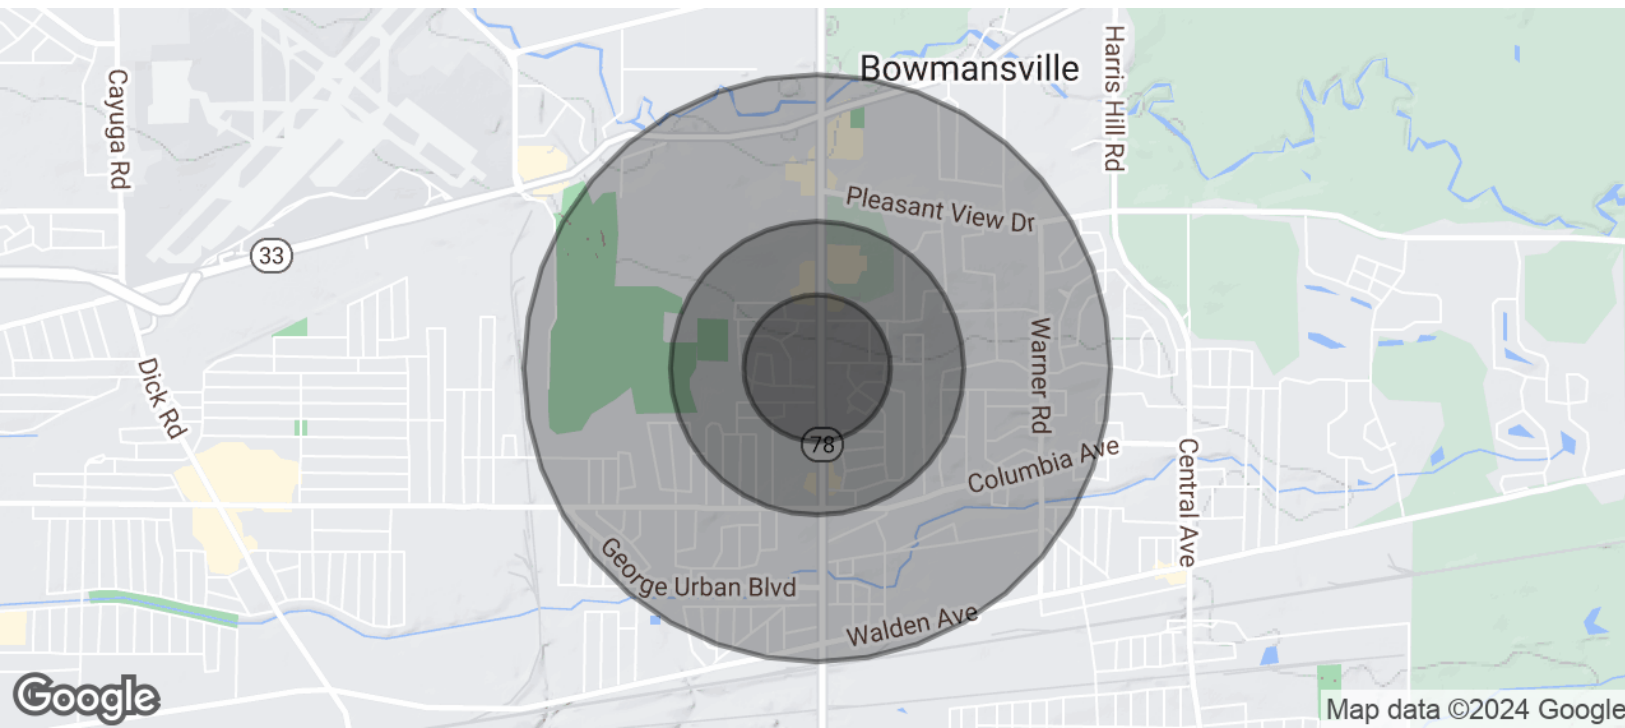 Bowmansville
Harris Hill Rd
Cayuga Rd
Pleasant View Dr
33
Warner Rd
Dick Rd
78
Columbia Ave
Central Ave
George Urban Blvd
Walden Ave
Google
Map data ©2024 Google